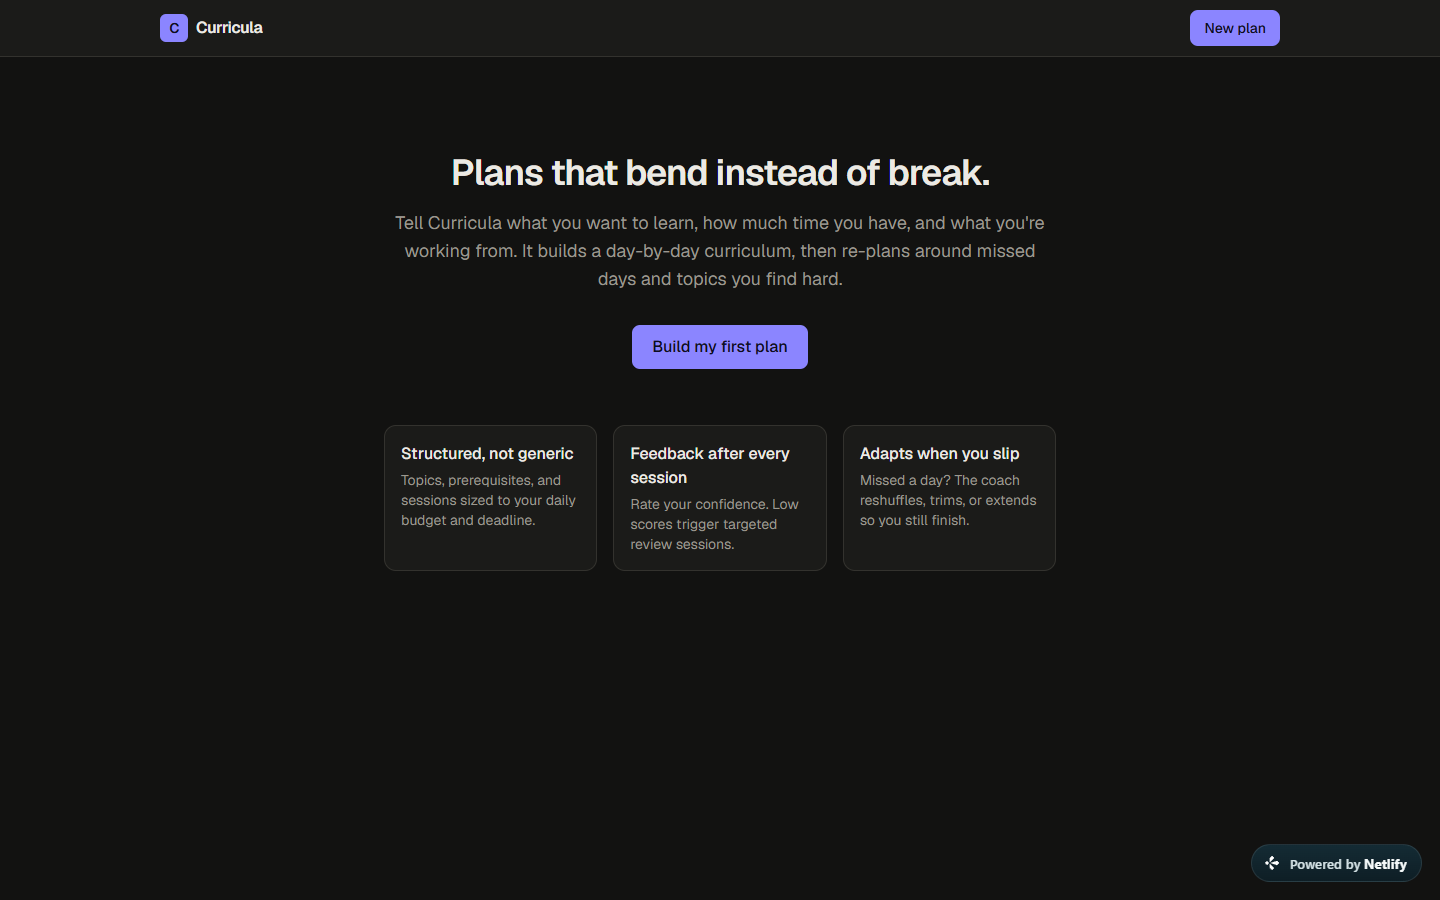 C Curricula
New plan
Plans that bend instead of break.
Tell Curricula what you want to learn, how much time you have, and what you're
working from. It builds a day-by-day curriculum, then re-plans around missed
days and topics you find hard.
Build my first plan
Structured, not generic
Topics, prerequisites, and
sessions sized to your daily
budget and deadline.
Feedback after every
session
Rate your confidence. Low
scores trigger targeted
review sessions.
Adapts when you slip
Missed a day? The coach
reshuffles, trims, or extends
so you still finish.
Powered by Netlify